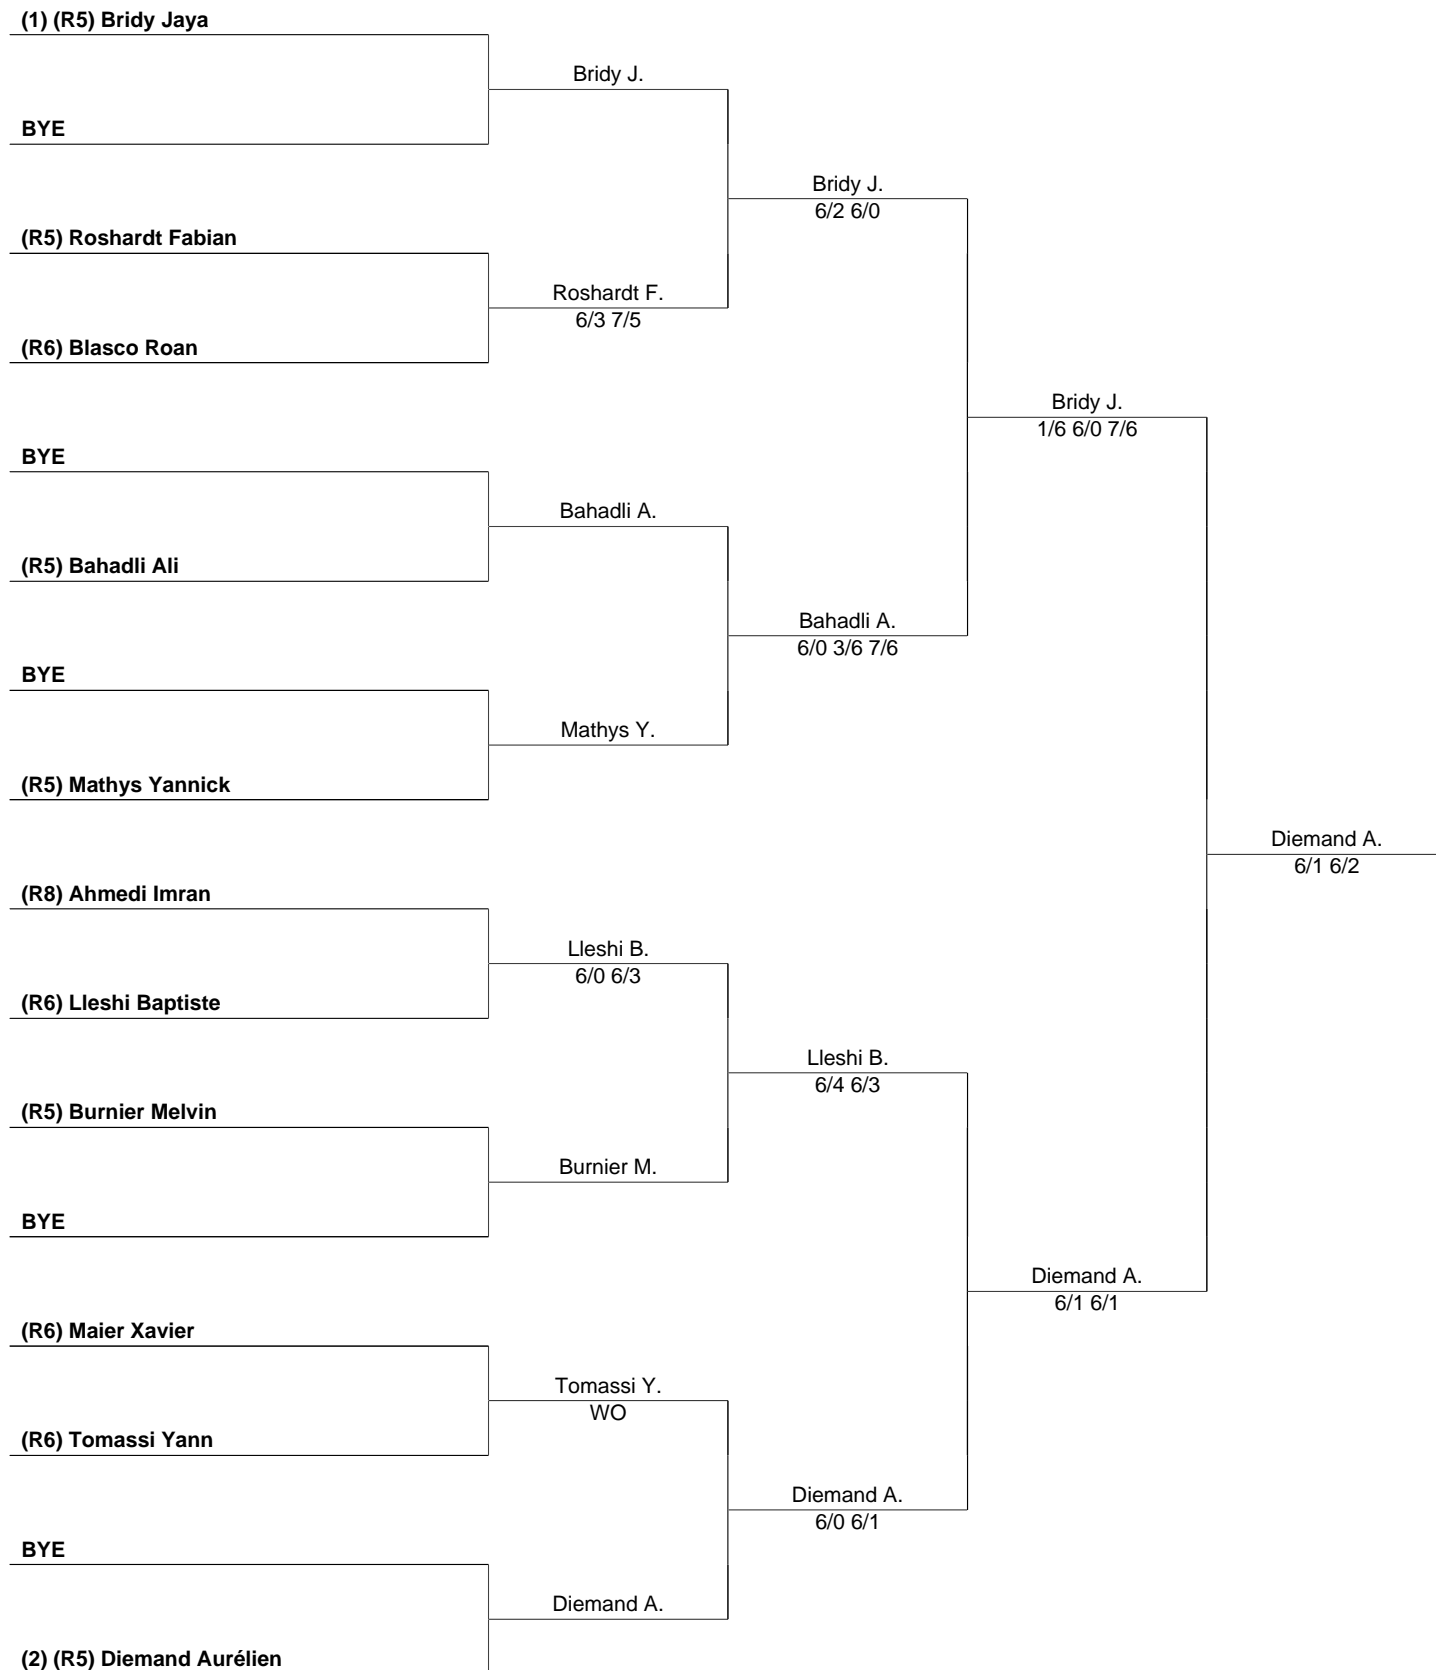 (1) (R5) Bridy Jaya
Bridy J.
BYE
Bridy J.
6/2 6/0
(R5) Roshardt Fabian
Roshardt F.
6/3 7/5
(R6) Blasco Roan
Bridy J.
1/6 6/0 7/6
BYE
Bahadli A.
(R5) Bahadli Ali
Bahadli A.
6/0 3/6 7/6
BYE
Mathys Y.
(R5) Mathys Yannick
Diemand A.
6/1 6/2
(R8) Ahmedi Imran
Lleshi B.
6/0 6/3
(R6) Lleshi Baptiste
Lleshi B.
6/4 6/3
(R5) Burnier Melvin
Burnier M.
BYE
Diemand A.
6/1 6/1
(R6) Maier Xavier
Tomassi Y.
WO
(R6) Tomassi Yann
Diemand A.
6/0 6/1
BYE
Diemand A.
(2) (R5) Diemand Aurélien